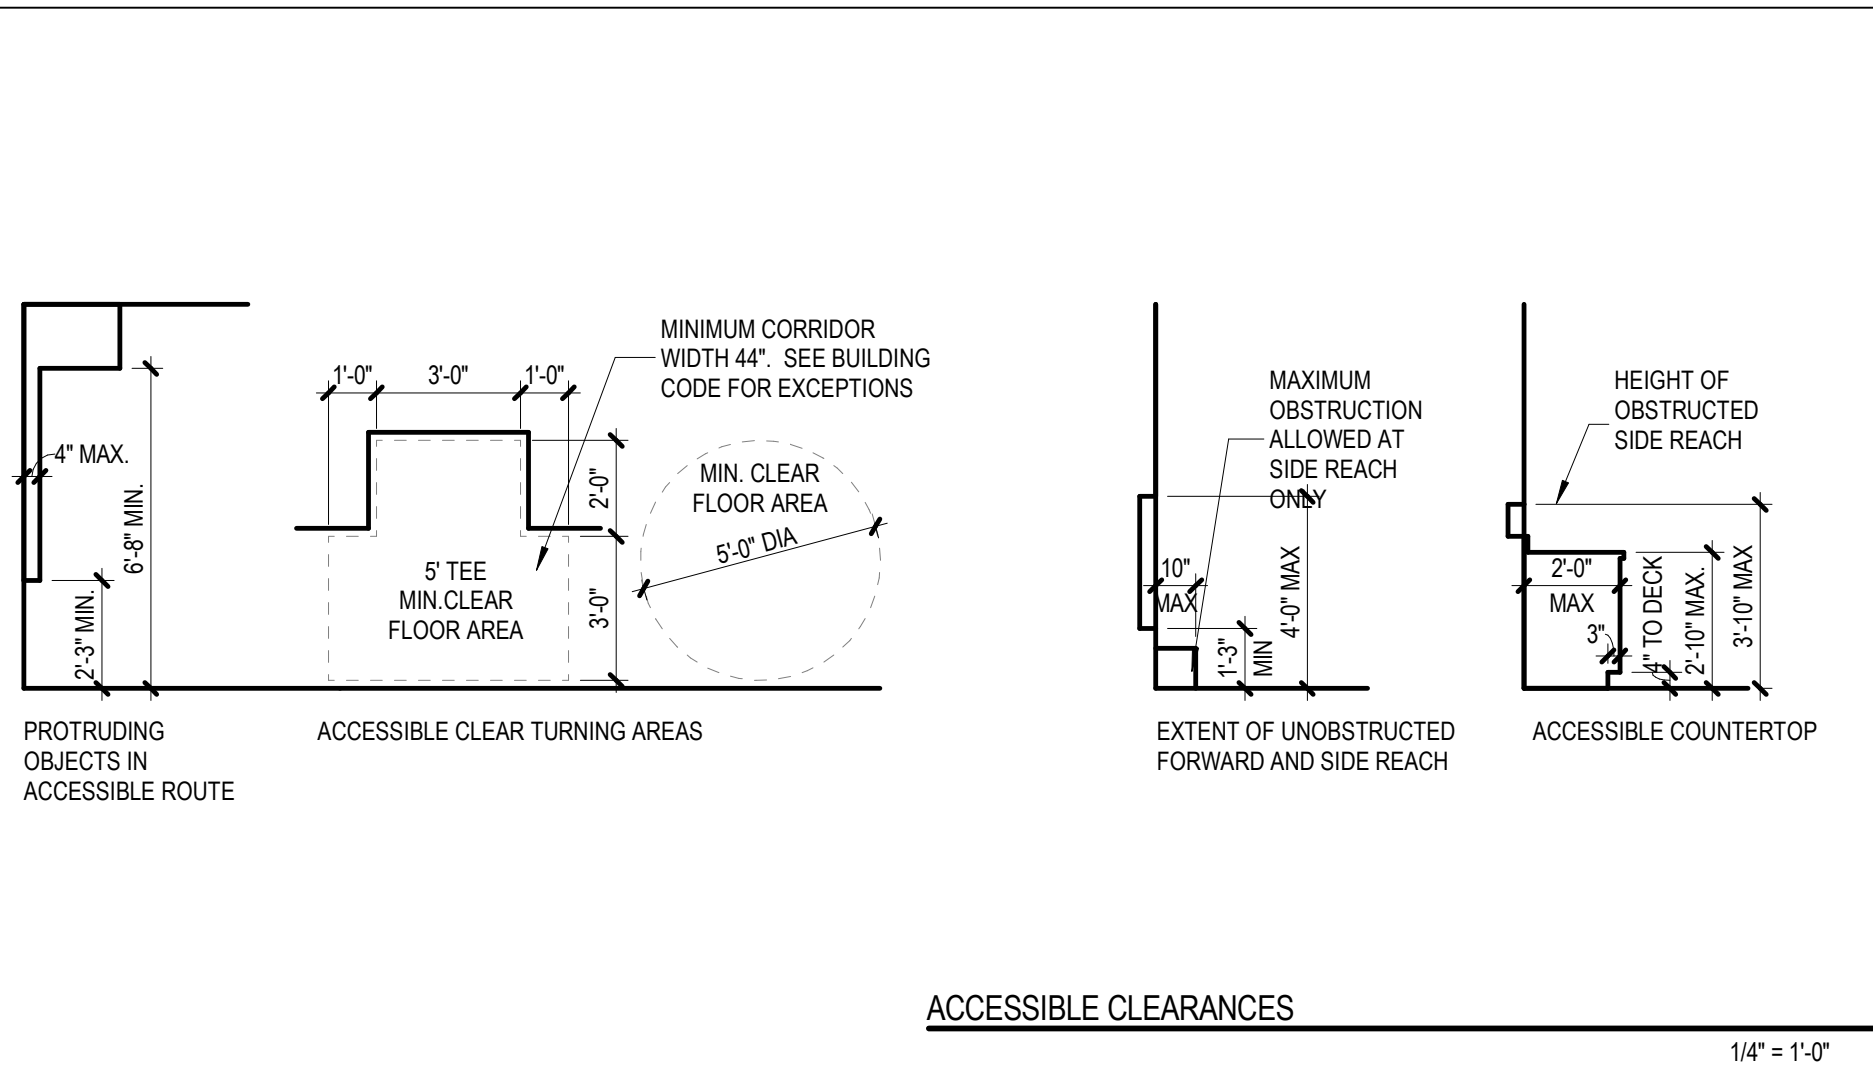 4" MAX.
6'-8" MIN.
2'-3" MIN.
PROTRUDING
OBJECTS IN
ACCESSIBLE ROUTE
1'-0"
3'-0"
1'-0"
MINIMUM CORRIDOR
WIDTH 44".  SEE BUILDING
CODE FOR EXCEPTIONS
2'-0"
3'-0"
5' TEE
MIN.CLEAR
FLOOR AREA
MIN. CLEAR
FLOOR AREA
5'-0" DIA
ACCESSIBLE CLEAR TURNING AREAS
MAXIMUM
OBSTRUCTION
ALLOWED AT
SIDE REACH
ONLY
10"
MAX
1'-3"
MIN
4'-0" MAX
EXTENT OF UNOBSTRUCTED
FORWARD AND SIDE REACH
HEIGHT OF
OBSTRUCTED
SIDE REACH
2'-0"
MAX
3"
4" TO DECK
2'-10" MAX.
3'-10" MAX
ACCESSIBLE COUNTERTOP
ACCESSIBLE CLEARANCES
1/4" = 1'-0"